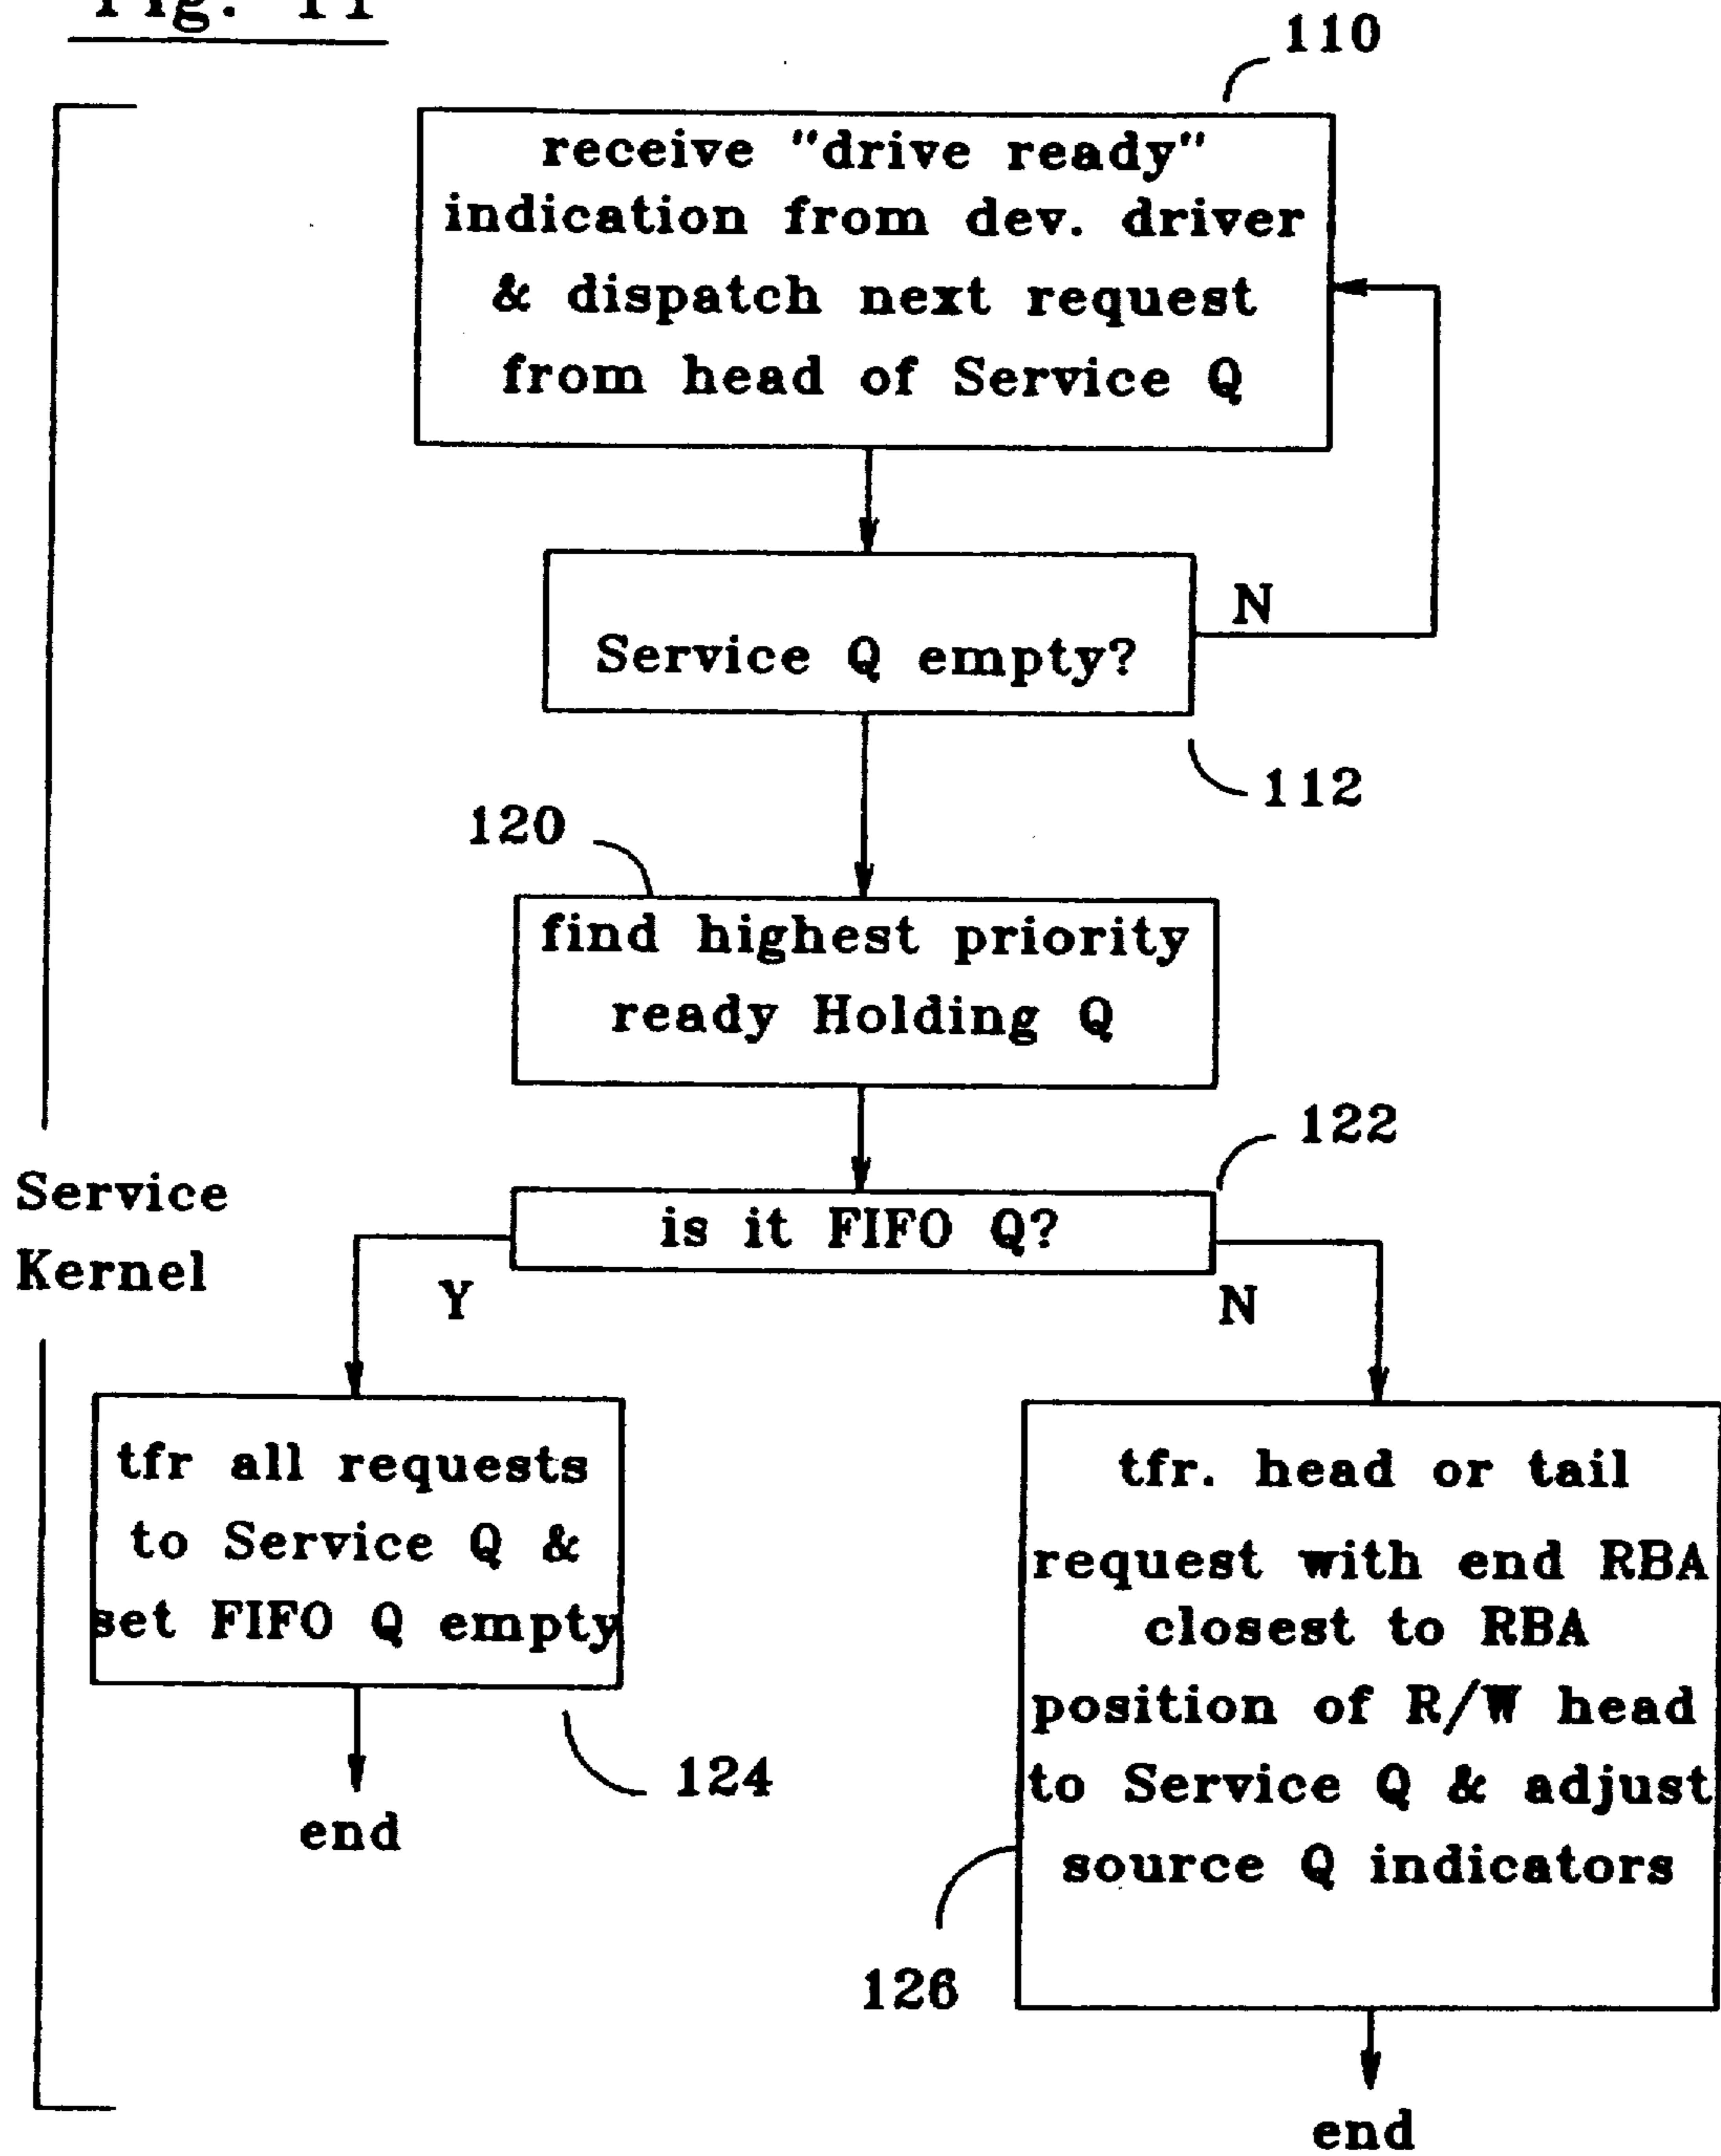 Fig. 11
110
receive "drive ready"
indication from dev. driver
& dispatch next request
from head of Service Q
N
Service Q empty?
112
120
find highest priority
ready Holding Q
122
is it FIFO Q?
Service
Kernel
Y
N
tfr all requests
to Service Q &
set FIFO Q empty
124
end
tfr. head or tail
request with end RBA
closest to RBA
position of R/W head
to Service Q & adjust
source Q indicators
126
end